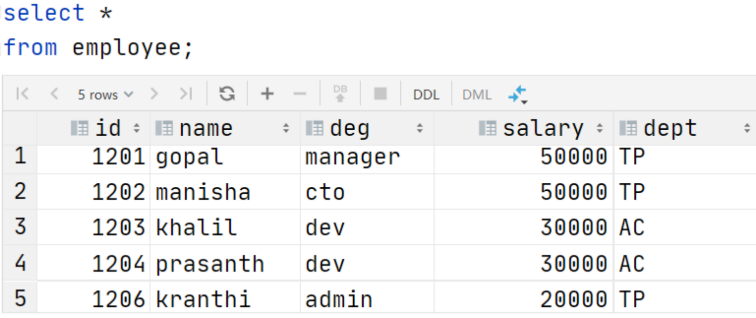 select *
from employee;
5 rows DB DDL DML
id name deg salary dept
1 1201 gopal manager 50000 TP
2 1202 manisha cto 50000 TP
3 1203 khalil dev 30000 AC
4 1204 prasanth dev 30000 AC
5 1206 kranthi admin 20000 TP